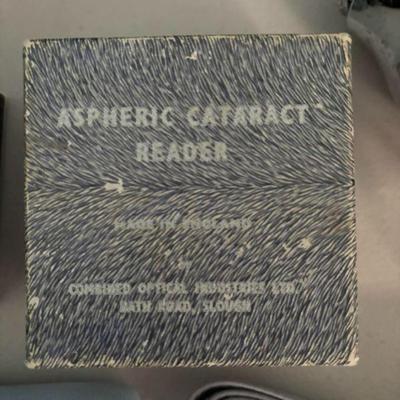 ASPHERIC CATARACT
READER
MADE IN ENGLAND
BY
COMBINED OPTICAL INDUSTRIES LTD.,
BATH ROAD, SLOUGH